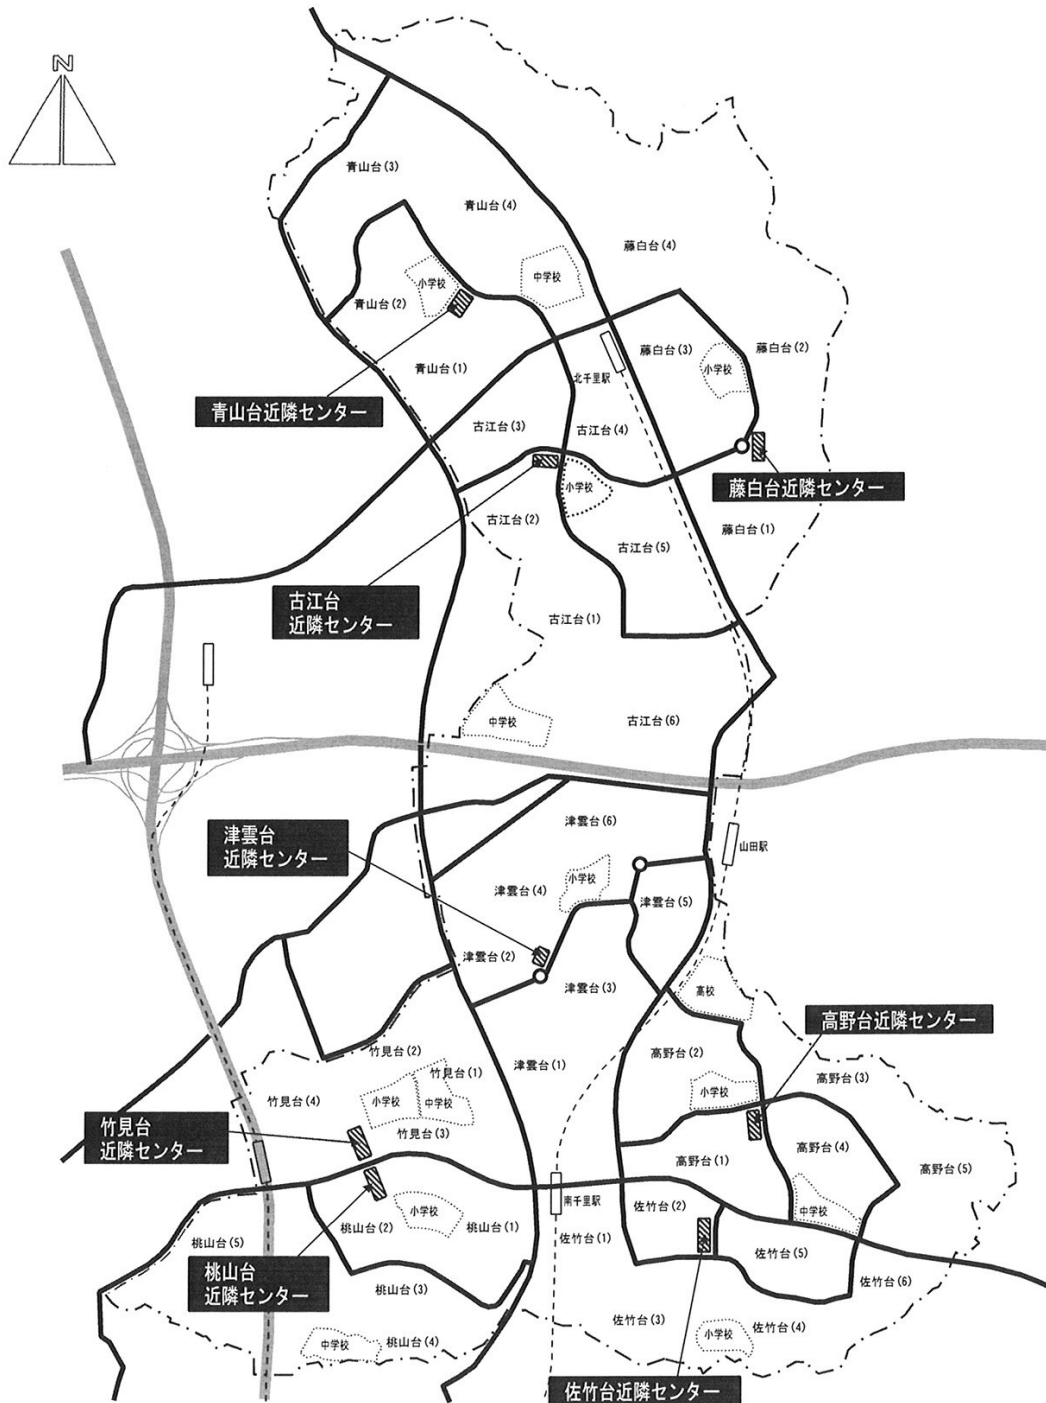 N
青山台(3)
青山台(4)
藤白台(4)
小学校
中学校
青山台(2)
藤白台(3)
藤白台(2)
青山台(1)
北千里駅
小学校
青山台近隣センター
古江台(3)
古江台(4)
藤白台近隣センター
小学校
古江台(2)
藤白台(1)
古江台(5)
古江台
近隣センター
古江台(1)
中学校
古江台(6)
津雲台
近隣センター
津雲台(6)
山田駅
小学校
津雲台(4)
津雲台(5)
津雲台(2)
津雲台(3)
高校
高野台近隣センター
竹見台(2)
津雲台(1)
高野台(2)
竹見台(1)
高野台(3)
小学校
竹見台(4)
小学校
中学校
竹見台
近隣センター
竹見台(3)
高野台(4)
高野台(1)
高野台(5)
南千里駅
佐竹台(2)
中学校
小学校
桃山台(2)
桃山台(1)
佐竹台(1)
桃山台(5)
佐竹台(5)
桃山台
近隣センター
桃山台(3)
佐竹台(6)
佐竹台(3)
佐竹台(4)
小学校
中学校
桃山台(4)
佐竹台近隣センター